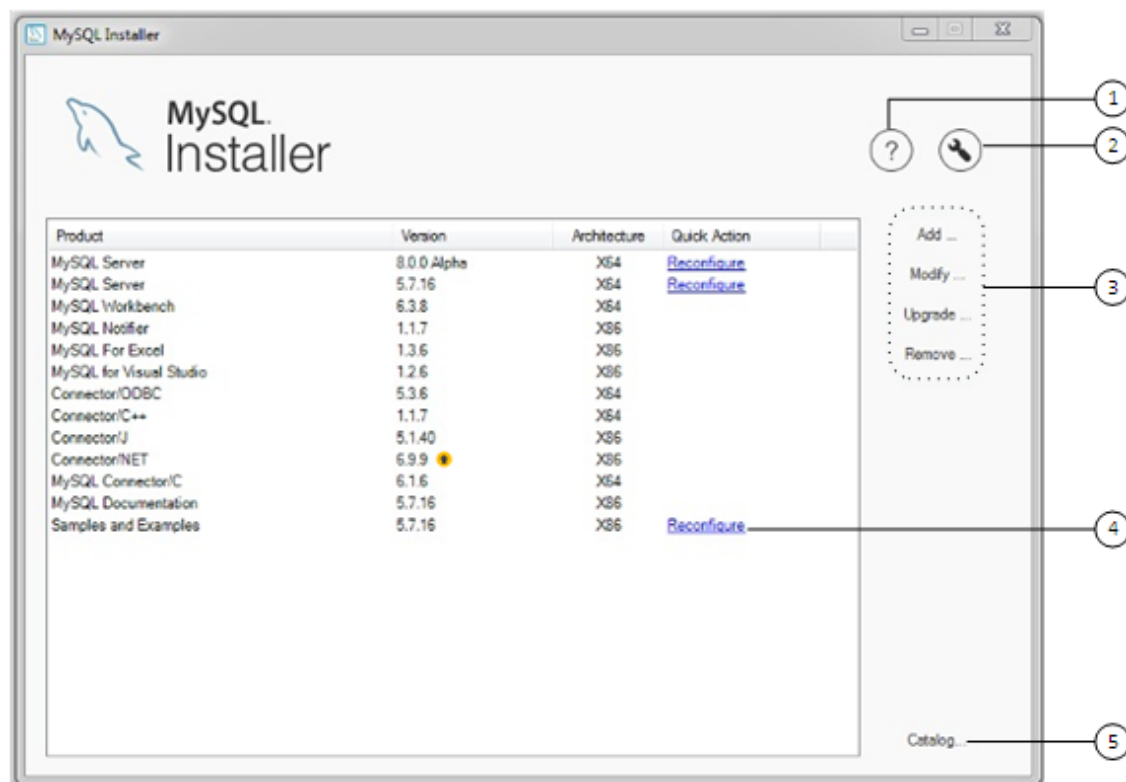 MySQL Installer
MySQL.
Installer
?
1
2
Product Version Architecture Quick Action
MySQL Server 8.0.0 Alpha X64 Reconfigure
MySQL Server 5.7.16 X64 Reconfigure
MySQL Workbench 6.3.8 X64
MySQL Notifier 1.1.7 X86
MySQL For Excel 1.3.6 X86
MySQL for Visual Studio 1.2.6 X86
Connector/ODBC 5.3.6 X64
Connector/C++ 1.1.7 X64
Connector/J 5.1.40 X86
Connector/NET 6.9.9 X86
MySQL Connector/C 6.1.6 X64
MySQL Documentation 5.7.16 X86
Samples and Examples 5.7.16 X86 Reconfigure
Add ...
Modify ...
Upgrade ...
Remove ...
3
4
Catalog...
5